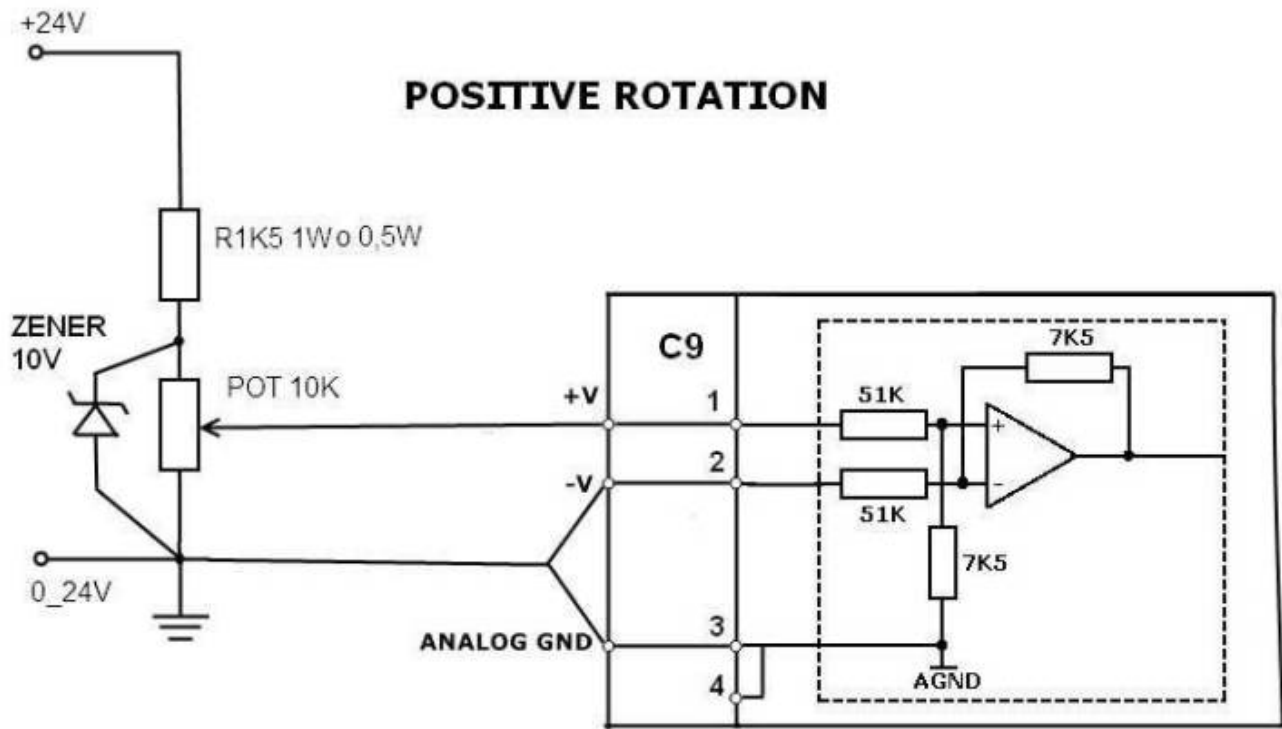 +24V
POSITIVE ROTATION
R1K5 1W o 0,5W
ZENER
10V
POT 10K
C9
7K5
51K
+V
1
+
2
-V
-
51K
7K5
0_24V
3
ANALOG GND
4
AGND